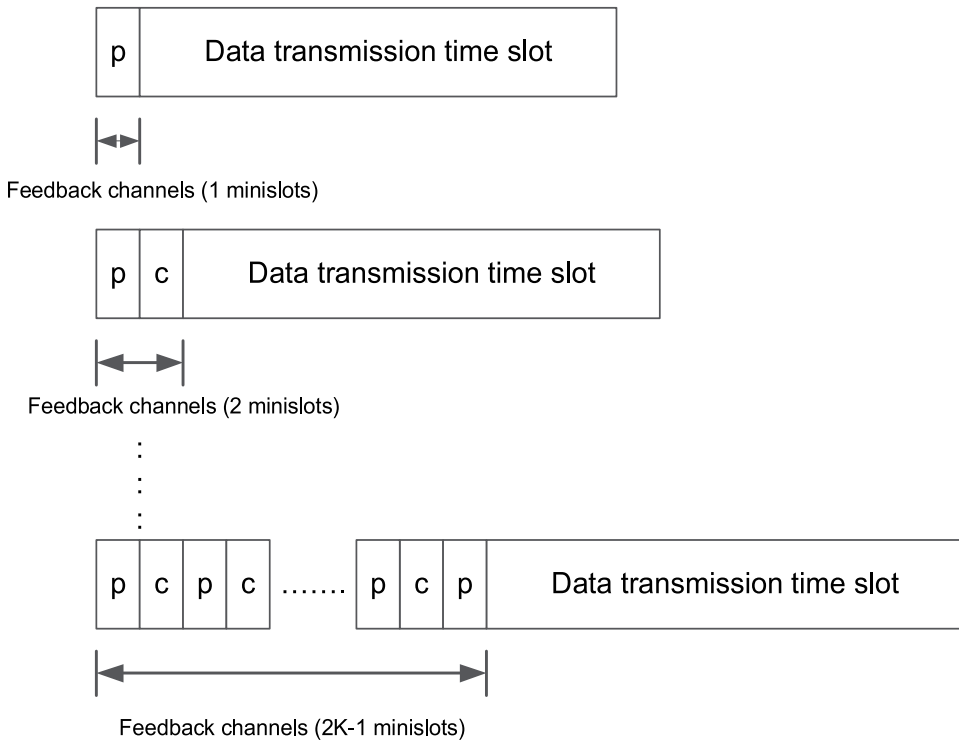 p Data transmission time slot
Feedback channels (1 minislots)
p c Data transmission time slot
Feedback channels (2 minislots)
:
:
:
p c p c ....... p c p Data transmission time slot
Feedback channels (2K-1 minislots)